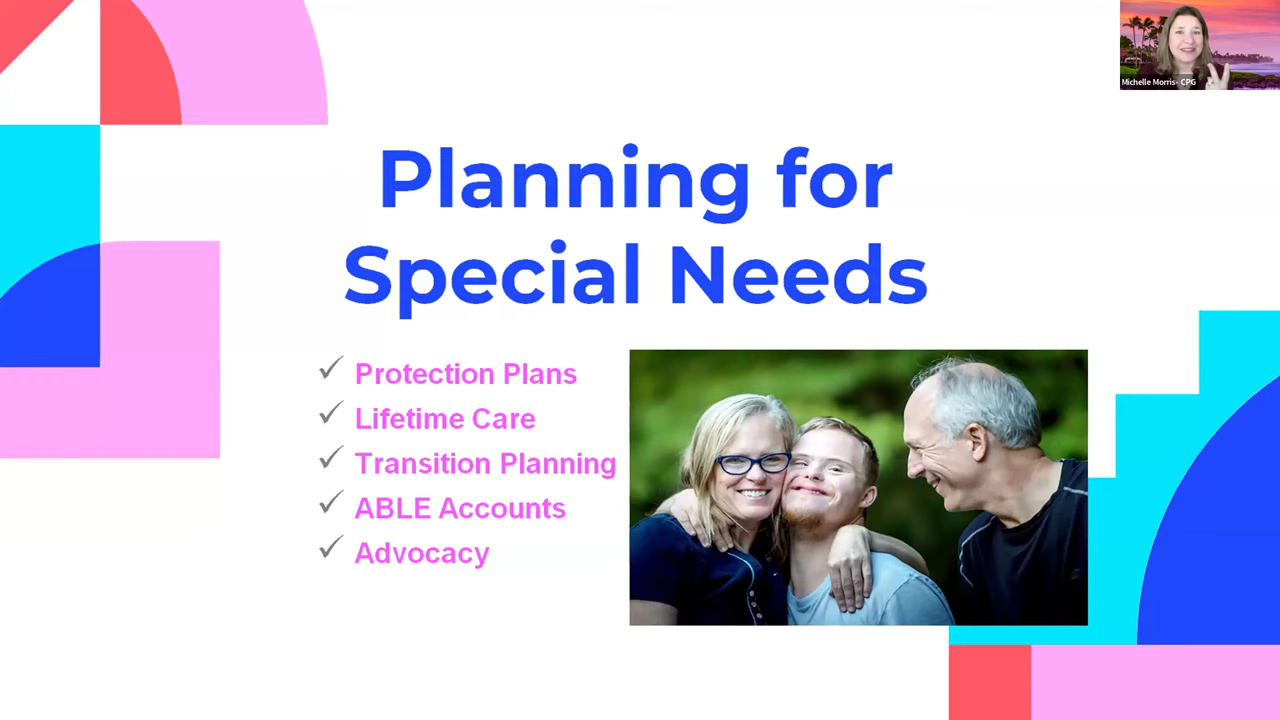 Michelle Morris- CPG
Planning for
Special Needs
Protection Plans
Lifetime Care
Transition Planning
ABLE Accounts
Advocacy